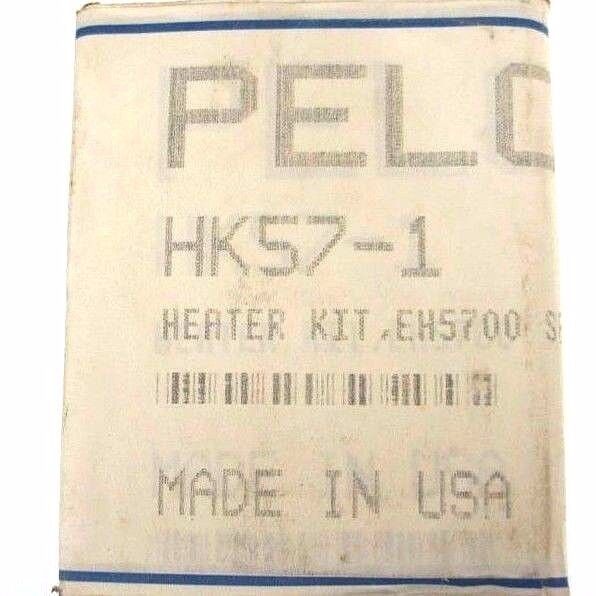 PELC
HK57-1
HEATER KIT,EH5700 S
MADE IN USA